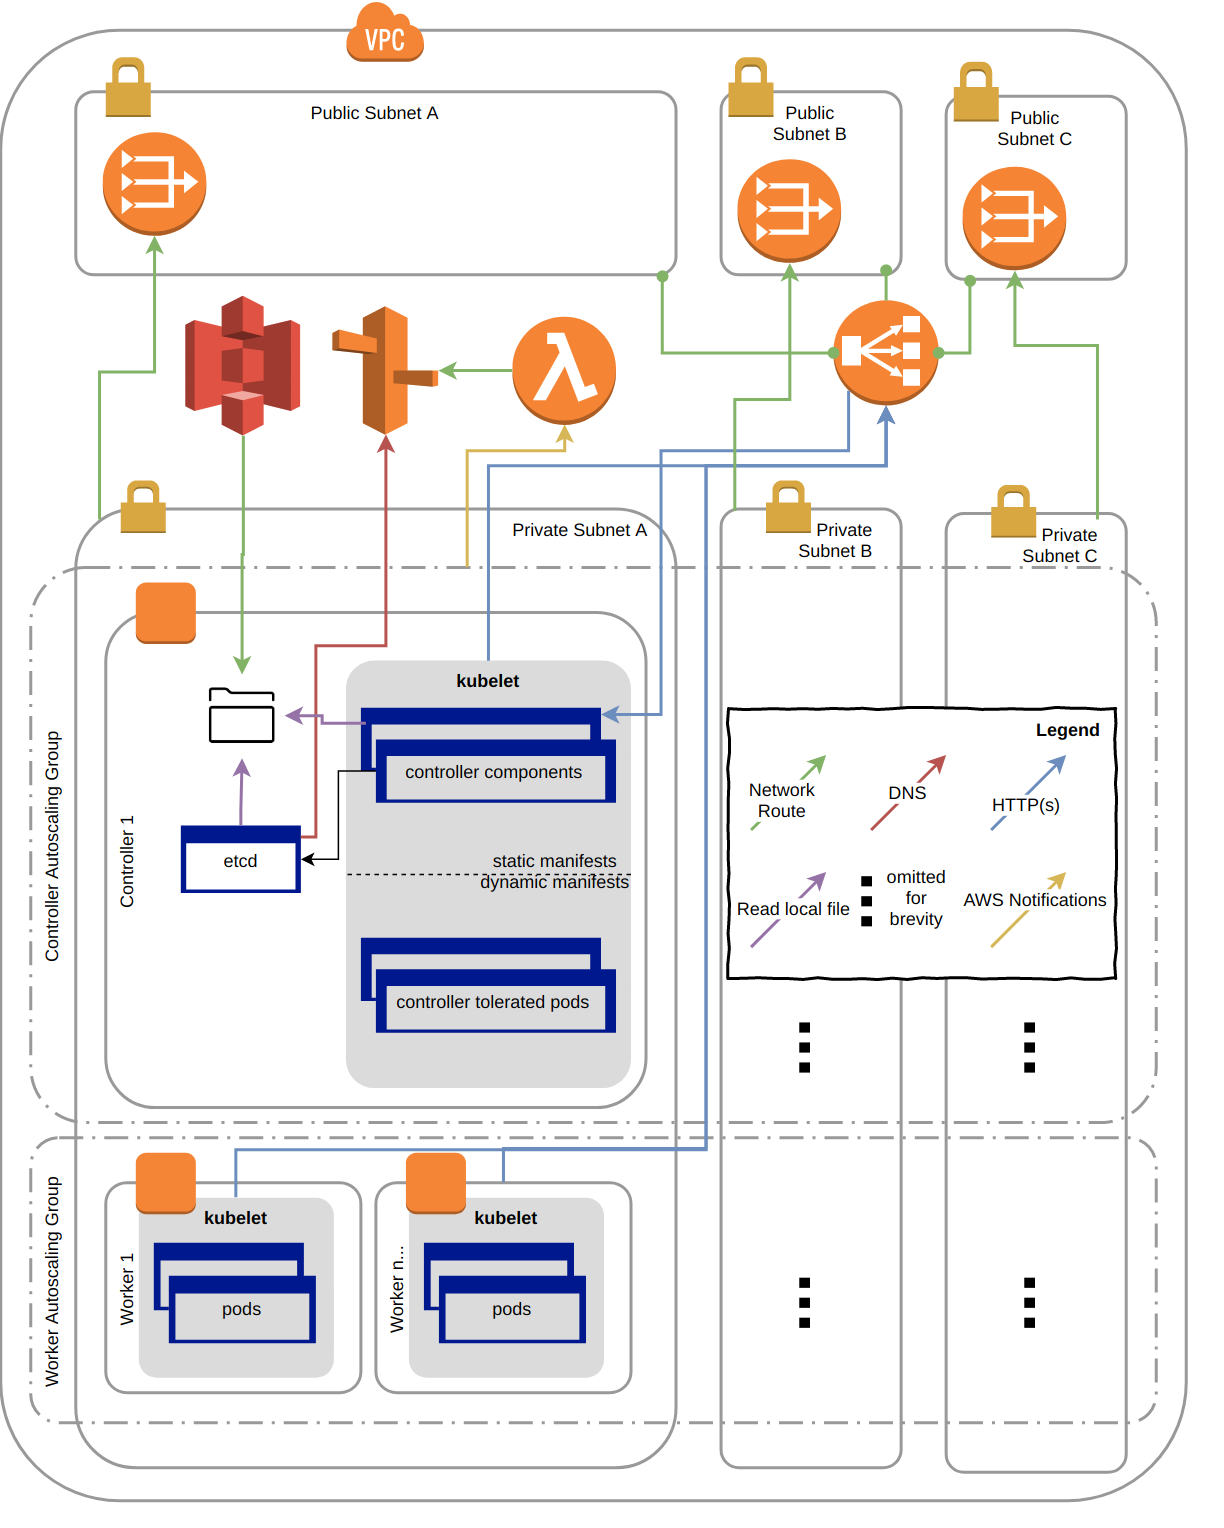 VPC
Public Subnet A
Public
Subnet B
Public
Subnet C
Private Subnet A
Private
Subnet B
Private
Subnet C
Controller Autoscaling Group
Controller 1
kubelet
controller components
etcd
static manifests
dynamic manifests
controller tolerated pods
Legend
Network
Route
DNS
HTTP(s)
Read local file
omitted
for
brevity
AWS Notifications
Worker Autoscaling Group
Worker 1
kubelet
pods
Worker n...
kubelet
pods